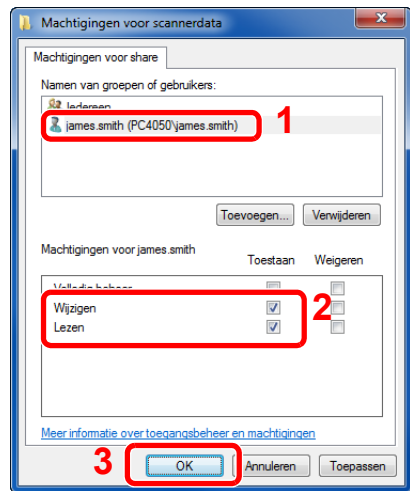 Machtigingen voor scannerdata
Machtigingen voor share
Namen van groepen of gebruikers:
Iedereen
james.smith (PC4050\james.smith)
1
Toevoegen...
Verwijderen
Machtigingen voor james.smith
Toestaan
Weigeren
Volledig beheer
Wijzigen
2
Lezen
Meer informatie over toegangsbeheer en machtigingen
3
OK
Annuleren
Toepassen